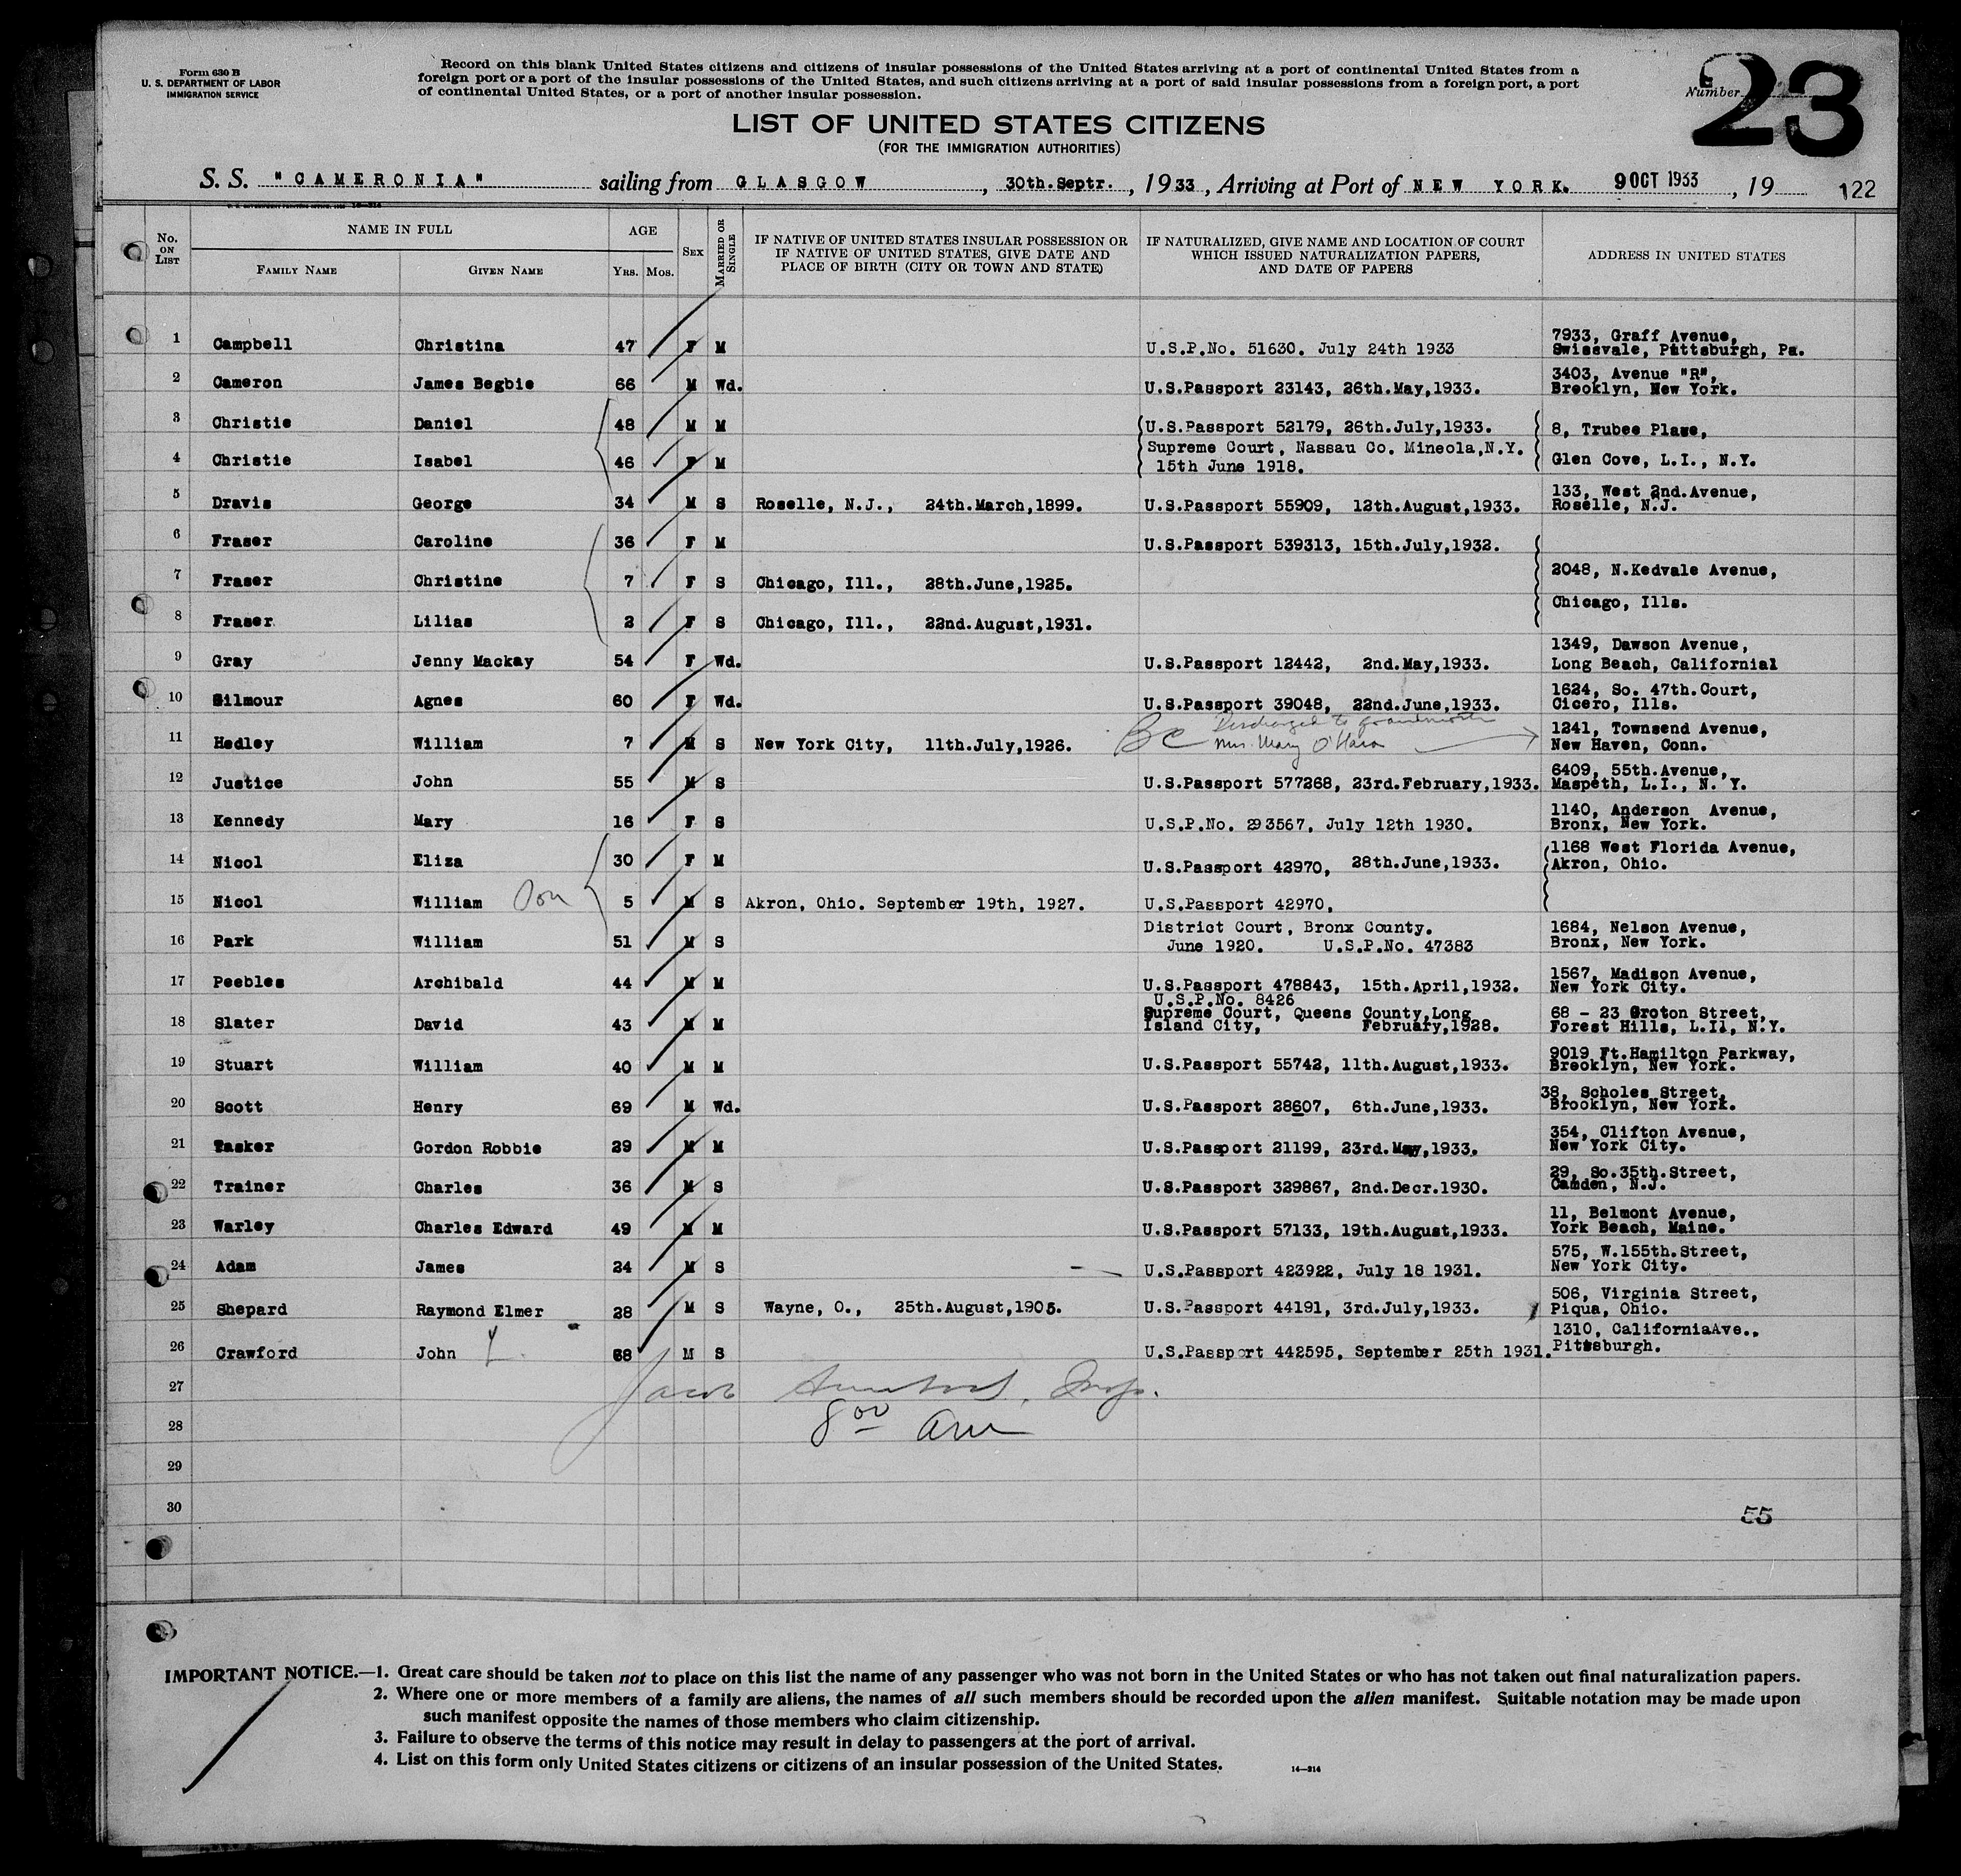 Form 630 B
U. S. DEPARTMENT OF LABOR
IMMIGRATION SERVICE
Record on this blank United States citizens and citizens of insular possessions of the United States arriving at a port of continental United States from a
foreign port or a port of the insular possessions of the United States, and such citizens arriving at a port of said insular possessions from a foreign port, a port
of continental United States, or a port of another insular possession.
Number
23
LIST OF UNITED STATES CITIZENS
(FOR THE IMMIGRATION AUTHORITIES)
S. S. "CAMERONIA" sailing from GLASGOW, 30th.Septr., 1933, Arriving at Port of NEW YORK. 9 OCT 1933, 19 122
No. ON LIST
NAME IN FULL
FAMILY NAME
GIVEN NAME
AGE
YRS. MOS.
SEX
MARRIED OR SINGLE
IF NATIVE OF UNITED STATES INSULAR POSSESSION OR
IF NATIVE OF UNITED STATES, GIVE DATE AND
PLACE OF BIRTH (CITY OR TOWN AND STATE)
IF NATURALIZED, GIVE NAME AND LOCATION OF COURT
WHICH ISSUED NATURALIZATION PAPERS,
AND DATE OF PAPERS
ADDRESS IN UNITED STATES
1 Campbell Christina 47 F M U.S.P.No. 51630. July 24th 1933 7933, Graff Avenue,
Swissvale, Pittsburgh, Pa.
2 Cameron James Begbie 66 M Wd. U.S.Passport 23143, 26th.May,1933. 3403, Avenue "R",
Brooklyn, New York.
3 Christie Daniel 48 M M U.S.Passport 52179, 26th.July,1933. 8, Trubee Place,
4 Christie Isabel 46 F M Supreme Court, Nassau Co. Mineola,N.Y.
15th June 1918. Glen Cove, L.I., N.Y.
5 Dravis George 34 M S Roselle, N.J., 24th.March,1899. U.S.Passport 55909, 12th.August,1933. 133, West 2nd.Avenue,
Roselle, N.J.
6 Fraser Caroline 36 F M U.S.Passport 539313, 15th.July,1932.
7 Fraser Christine 7 F S Chicago, Ill., 28th.June,1925. 2048, N.Kedvale Avenue,
Chicago, Ills.
8 Fraser Lilias 2 F S Chicago, Ill., 22nd.August,1931.
9 Gray Jenny Mackay 54 F Wd. U.S.Passport 12442, 2nd.May,1933. 1349, Dawson Avenue,
Long Beach, Californial
10 Gilmour Agnes 60 F Wd. U.S.Passport 39048, 22nd.June,1933. 1624, So. 47th.Court,
Cicero, Ills.
Discharged to grandmother
11 Hedley William 7 M S New York City, 11th.July,1926. BC Mrs. Mary O'Hara 1241, Townsend Avenue,
New Haven, Conn.
12 Justice John 55 M S U.S.Passport 577268, 23rd.February,1933. 6409, 55th.Avenue,
Maspeth, L.I., N. Y.
13 Kennedy Mary 16 F S U.S.P.No. 293567, July 12th 1930. 1140, Anderson Avenue,
Bronx, New York.
14 Nicol Eliza 30 F M U.S.Passport 42970, 28th.June,1933. 1168 West Florida Avenue,
Akron, Ohio.
15 Nicol William Son 5 M S Akron, Ohio. September 19th, 1927. U.S.Passport 42970,
16 Park William 51 M S District Court, Bronx County.
June 1920. U.S.P.No. 47383 1684, Nelson Avenue,
Bronx, New York.
17 Peebles Archibald 44 M M U.S.Passport 478843, 15th.April,1932. 1567, Madison Avenue,
New York City.
U.S.P.No. 8426
18 Slater David 43 M M Supreme Court, Queens County,Long
Island City, February,1928. 68 - 23 Groton Street,
Forest Hills, L.Il, N.Y.
19 Stuart William 40 M M U.S.Passport 55742, 11th.August,1933. 9019 Ft.Hamilton Parkway,
Brooklyn, New York.
20 Scott Henry 69 M Wd. U.S.Passport 28607, 6th.June,1933. 38, Scholes Street,
Brooklyn, New York.
21 Tasker Gordon Robbie 29 M M U.S.Passport 21199, 23rd.May,1933. 354, Clifton Avenue,
New York City.
22 Trainer Charles 36 M S U.S.Passport 329867, 2nd.Decr.1930. 29, So.35th.Street,
Camden, N.J.
23 Warley Charles Edward 49 M M U.S.Passport 57133, 19th.August,1933. 11, Belmont Avenue,
York Beach, Maine.
24 Adam James 24 M S U.S.Passport 423922, July 18 1931. 575, W.155th.Street,
New York City.
25 Shepard Raymond Elmer 28 M S Wayne, O., 25th.August,1905. U.S.Passport 44191, 3rd.July,1933. 506, Virginia Street,
Piqua, Ohio.
26 Crawford John 68 M S U.S.Passport 442595, September 25th 1931. 1310, CaliforniaAve.,
Pittsburgh.
27 Jacob Insp.
28 8 00 am
29
30
55
IMPORTANT NOTICE.—1. Great care should be taken not to place on this list the name of any passenger who was not born in the United States or who has not taken out final naturalization papers.
2. Where one or more members of a family are aliens, the names of all such members should be recorded upon the alien manifest. Suitable notation may be made upon
such manifest opposite the names of those members who claim citizenship.
3. Failure to observe the terms of this notice may result in delay to passengers at the port of arrival.
4. List on this form only United States citizens or citizens of an insular possession of the United States.
14—314